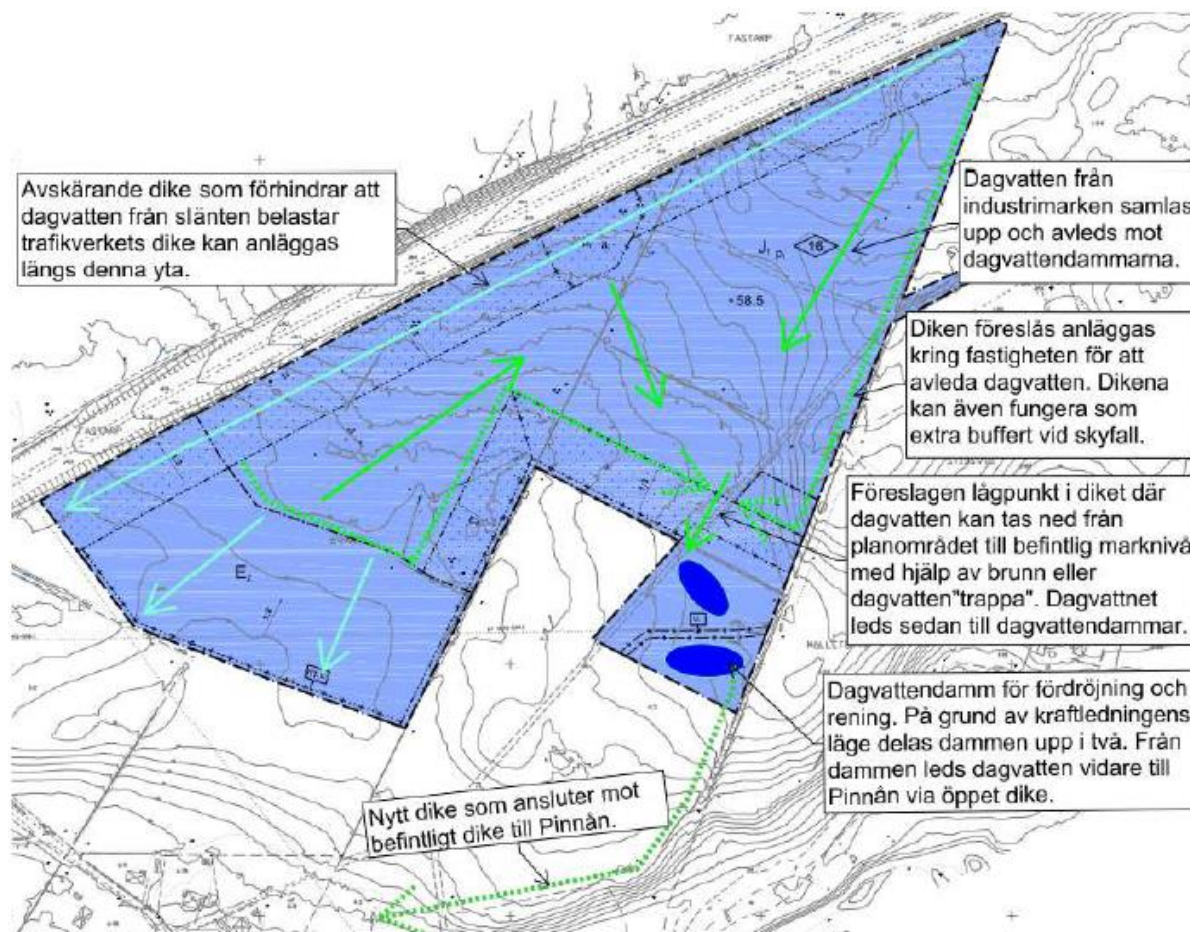 FASTARP
Avskärande dike som förhindrar att
dagvatten från slänten belastar
trafikverkets dike kan anläggas
längs denna yta.
Dagvatten från
industrimarken samlas
upp och avleds mot
dagvattendammarna.
16
58.5
Diken föreslås anläggas
kring fastigheten för att
avleda dagvatten. Dikena
kan även fungera som
extra buffert vid skyfall.
Föreslagen lågpunkt i diket där
dagvatten kan tas ned från
planområdet till befintlig marknivå
med hjälp av brunn eller
dagvatten"trappa". Dagvattnet
leds sedan till dagvattendammar.
E₁
Dagvattendamm för fördröjning och
rening. På grund av kraftledningens
läge delas dammen upp i två. Från
dammen leds dagvatten vidare till
Pinnån via öppet dike.
Nytt dike som ansluter mot
befintligt dike till Pinnån.